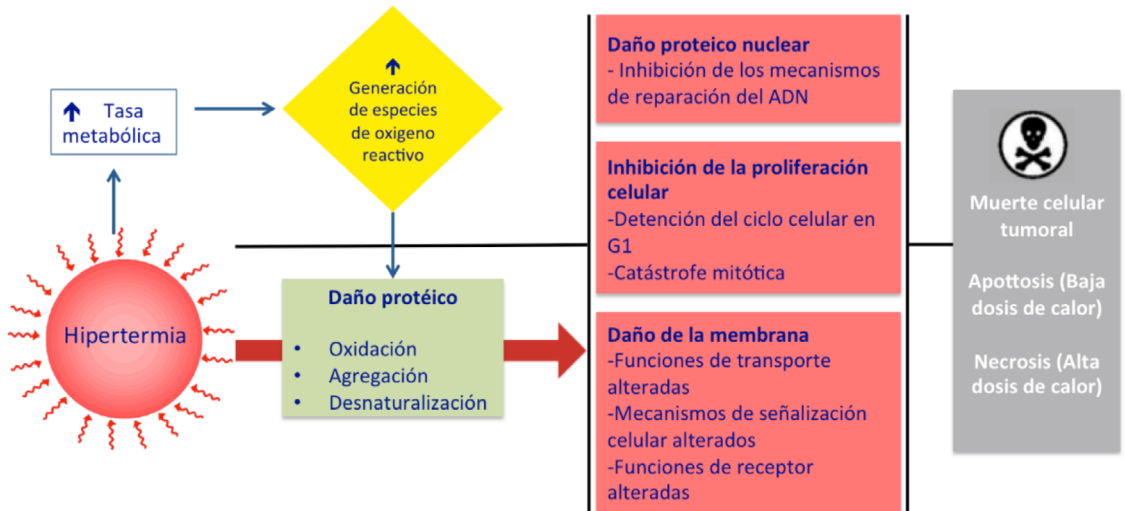 Hipertermia
↑ Tasa
metabólica
↑
Generación
de especies
de oxigeno
reactivo
Daño protéico
• Oxidación
• Agregación
• Desnaturalización
Daño proteico nuclear
- Inhibición de los mecanismos
de reparación del ADN
Inhibición de la proliferación
celular
-Detención del ciclo celular en
G1
-Catástrofe mitótica
Daño de la membrana
-Funciones de transporte
alteradas
-Mecanismos de señalización
celular alterados
-Funciones de receptor
alteradas
Muerte celular
tumoral
Apottosis (Baja
dosis de calor)
Necrosis (Alta
dosis de calor)